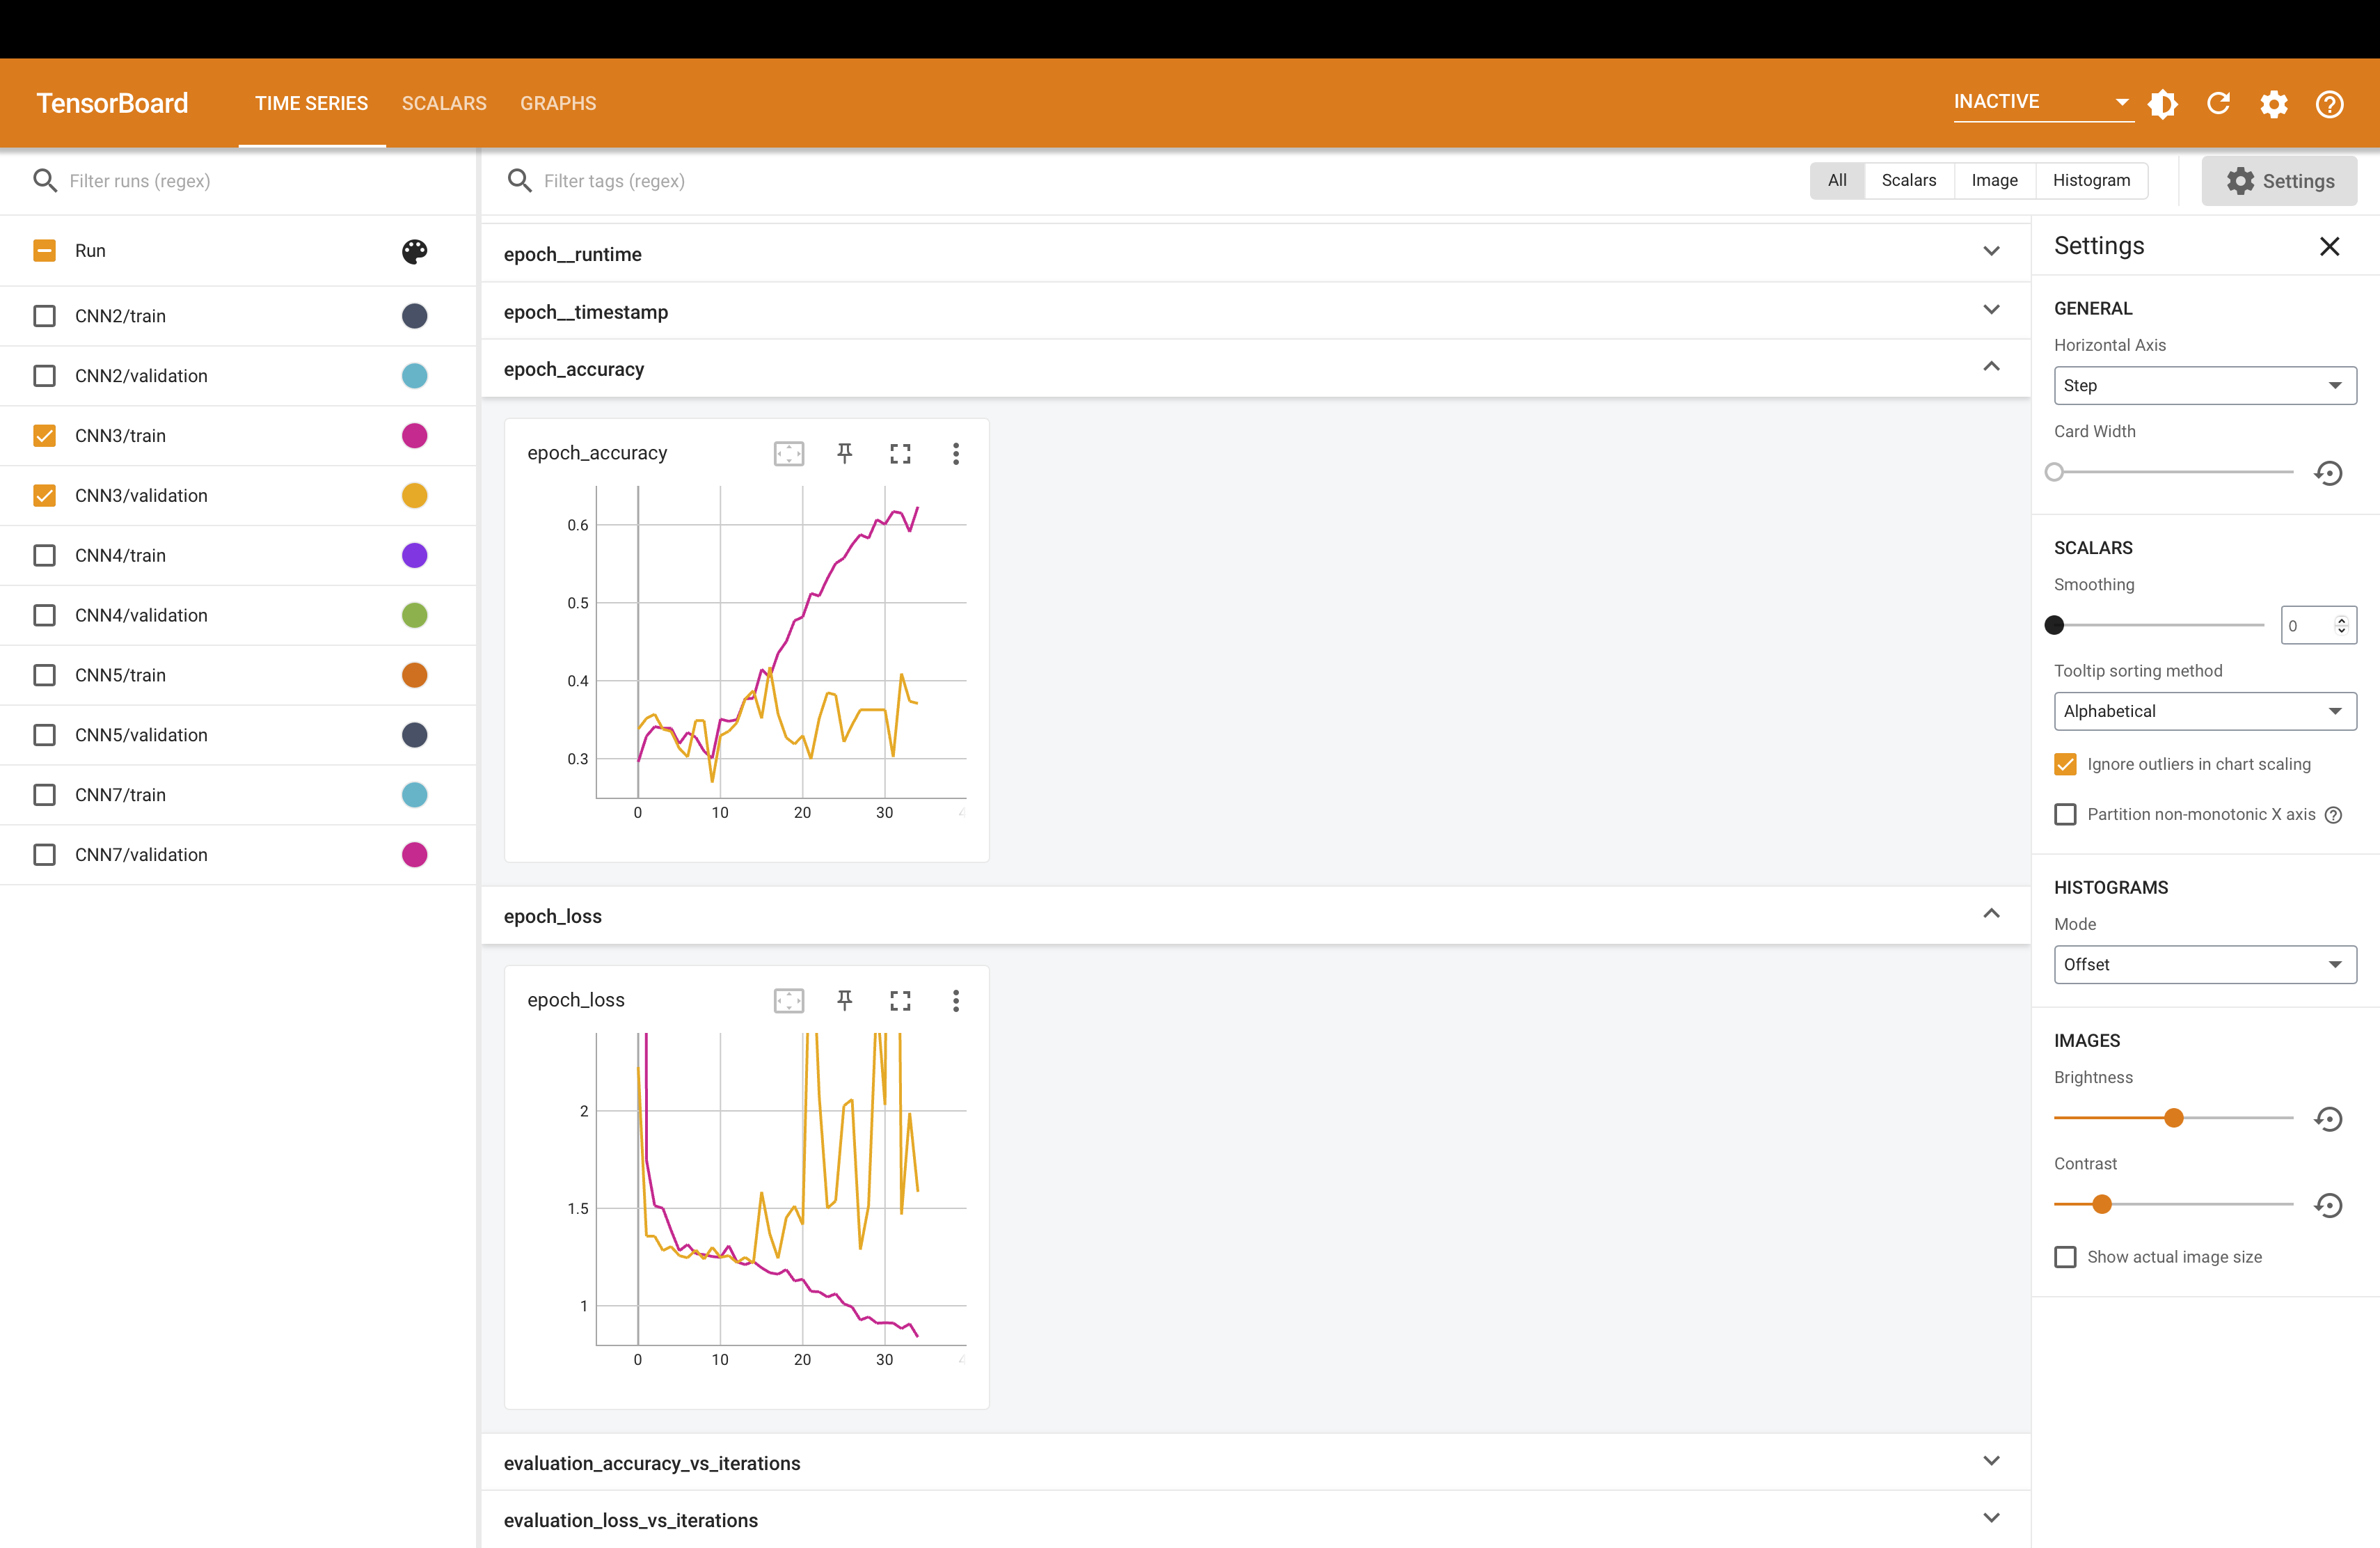 TensorBoard
TIME SERIES
SCALARS
GRAPHS
INACTIVE
Filter runs (regex)
Filter tags (regex)
All
Scalars
Image
Histogram
Settings
Run
CNN2/train
CNN2/validation
CNN3/train
CNN3/validation
CNN4/train
CNN4/validation
CNN5/train
CNN5/validation
CNN7/train
CNN7/validation
epoch__runtime
epoch__timestamp
epoch_accuracy
epoch_accuracy
0.6
0.5
0.4
0.3
0 10 20 30
epoch_loss
epoch_loss
2
1.5
1
0 10 20 30
evaluation_accuracy_vs_iterations
evaluation_loss_vs_iterations
Settings
GENERAL
Horizontal Axis
Step
Card Width
SCALARS
Smoothing
0
Tooltip sorting method
Alphabetical
Ignore outliers in chart scaling
Partition non-monotonic X axis
HISTOGRAMS
Mode
Offset
IMAGES
Brightness
Contrast
Show actual image size